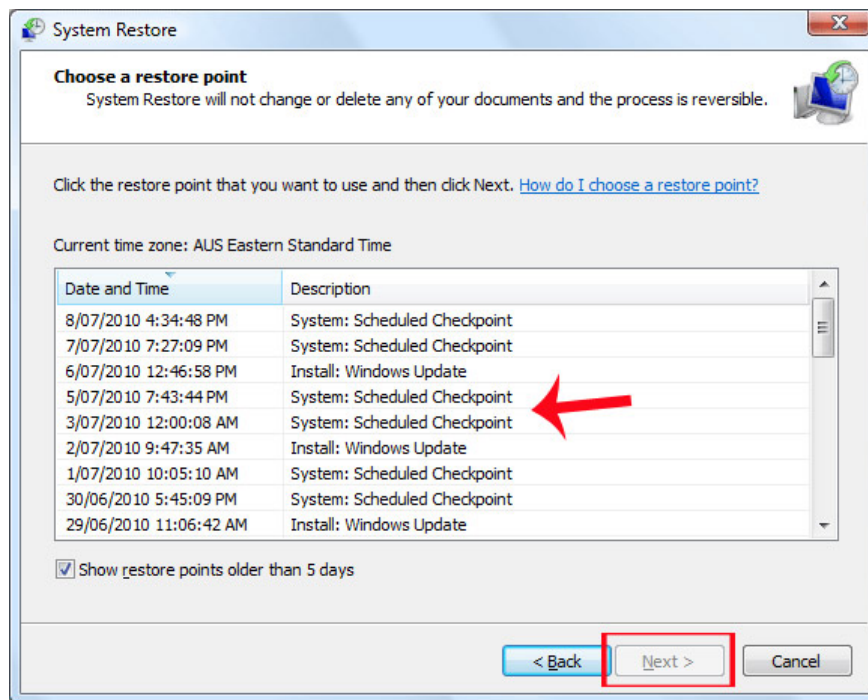 System Restore
Choose a restore point
System Restore will not change or delete any of your documents and the process is reversible.
Click the restore point that you want to use and then click Next. How do I choose a restore point?
Current time zone: AUS Eastern Standard Time
Date and Time Description
8/07/2010 4:34:48 PM System: Scheduled Checkpoint
7/07/2010 7:27:09 PM System: Scheduled Checkpoint
6/07/2010 12:46:58 PM Install: Windows Update
5/07/2010 7:43:44 PM System: Scheduled Checkpoint
3/07/2010 12:00:08 AM System: Scheduled Checkpoint
2/07/2010 9:47:35 AM Install: Windows Update
1/07/2010 10:05:10 AM System: Scheduled Checkpoint
30/06/2010 5:45:09 PM System: Scheduled Checkpoint
29/06/2010 11:06:42 AM Install: Windows Update
Show restore points older than 5 days
< Back Next > Cancel